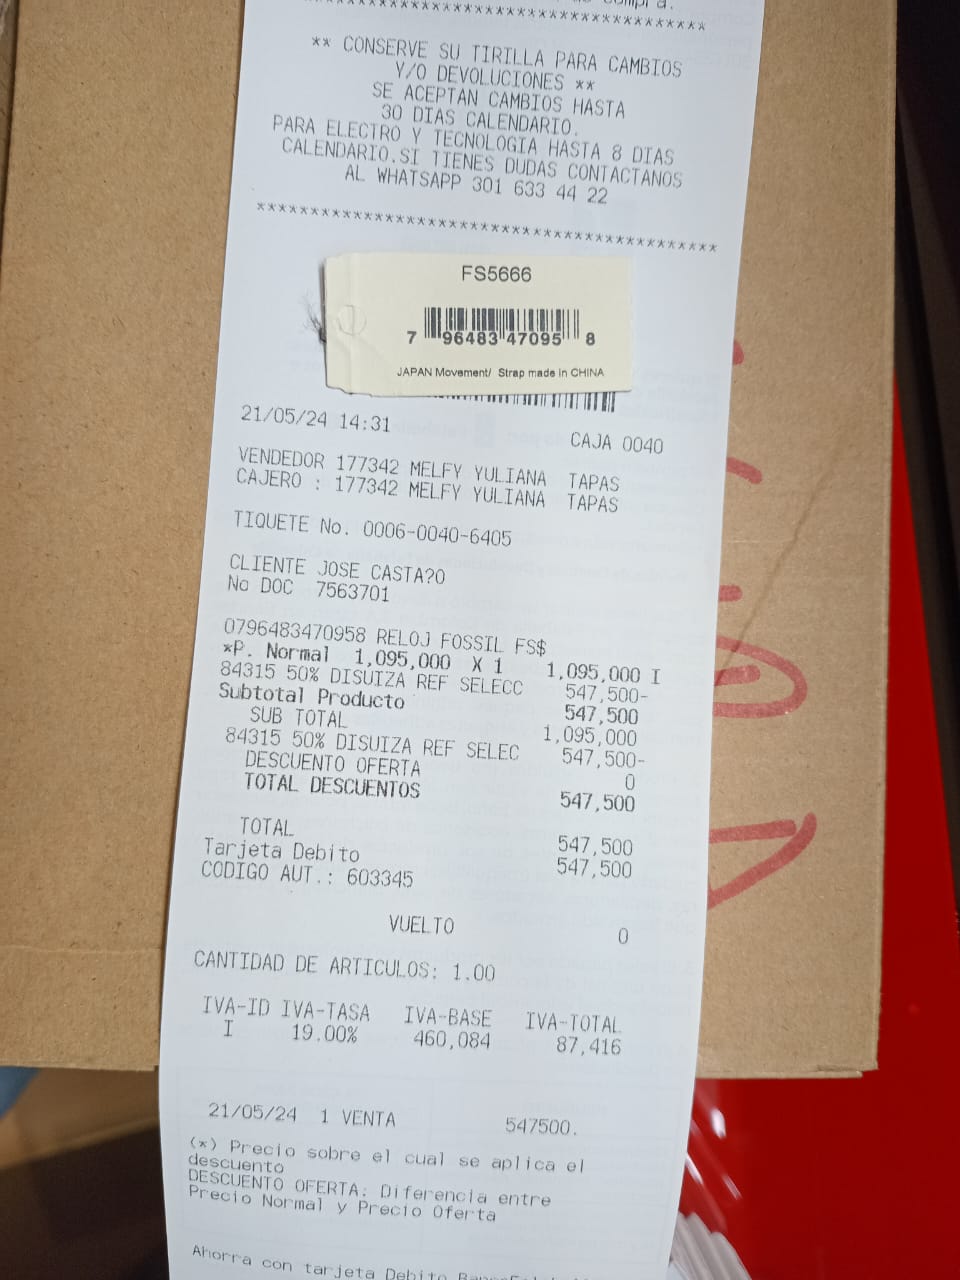 ****************************************
** CONSERVE SU TIRILLA PARA CAMBIOS
Y/O DEVOLUCIONES **
SE ACEPTAN CAMBIOS HASTA
30 DIAS CALENDARIO.
PARA ELECTRO Y TECNOLOGIA HASTA 8 DIAS
CALENDARIO.SI TIENES DUDAS CONTACTANOS
AL WHATSAPP 301 633 44 22
****************************************
FS5666
7 96483 47095 8
JAPAN Movement/ Strap made in CHINA
21/05/24 14:31 CAJA 0040
VENDEDOR 177342 MELFY YULIANA TAPAS
CAJERO : 177342 MELFY YULIANA TAPAS
TIQUETE No. 0006-0040-6405
CLIENTE JOSE CASTA?O
No DOC 7563701
0796483470958 RELOJ FOSSIL FS$
*P. Normal 1,095,000 X 1 1,095,000 I
84315 50% DISUIZA REF SELECC 547,500-
Subtotal Producto 547,500
SUB TOTAL 1,095,000
84315 50% DISUIZA REF SELEC 547,500-
DESCUENTO OFERTA 0
TOTAL DESCUENTOS 547,500
TOTAL 547,500
Tarjeta Debito 547,500
CODIGO AUT.: 603345
VUELTO 0
CANTIDAD DE ARTICULOS: 1.00
IVA-ID IVA-TASA IVA-BASE IVA-TOTAL
I 19.00% 460,084 87,416
21/05/24 1 VENTA 547500.
(*) Precio sobre el cual se aplica el
descuento
DESCUENTO OFERTA: Diferencia entre
Precio Normal y Precio Oferta
Ahorra con tarjeta Debito